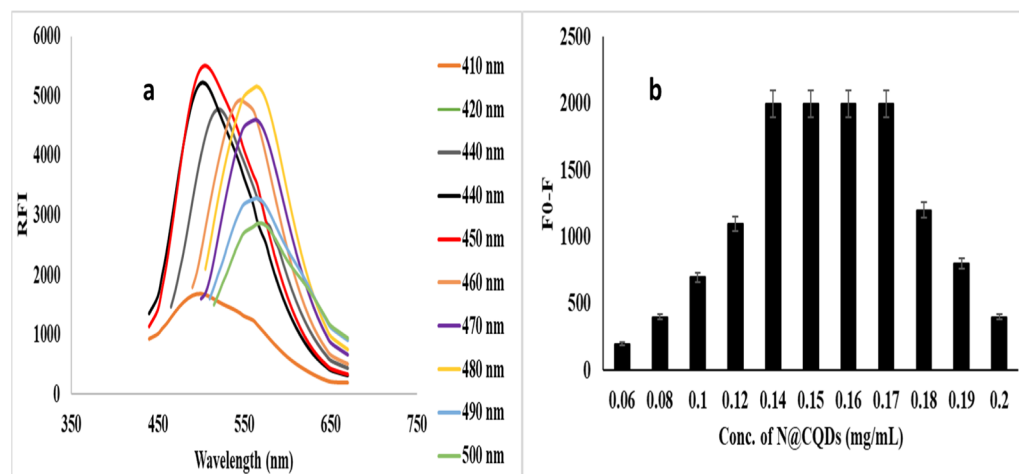 a
RFI
6000
5000
4000
3000
2000
1000
0
350
450
550
650
750
Wavelength (nm)
410 nm
420 nm
440 nm
440 nm
450 nm
460 nm
470 nm
480 nm
490 nm
500 nm
b
F0-F
2500
2000
1500
1000
500
0
0.06
0.08
0.1
0.12
0.14
0.15
0.16
0.17
0.18
0.19
0.2
Conc. of N@CQDs (mg/mL)